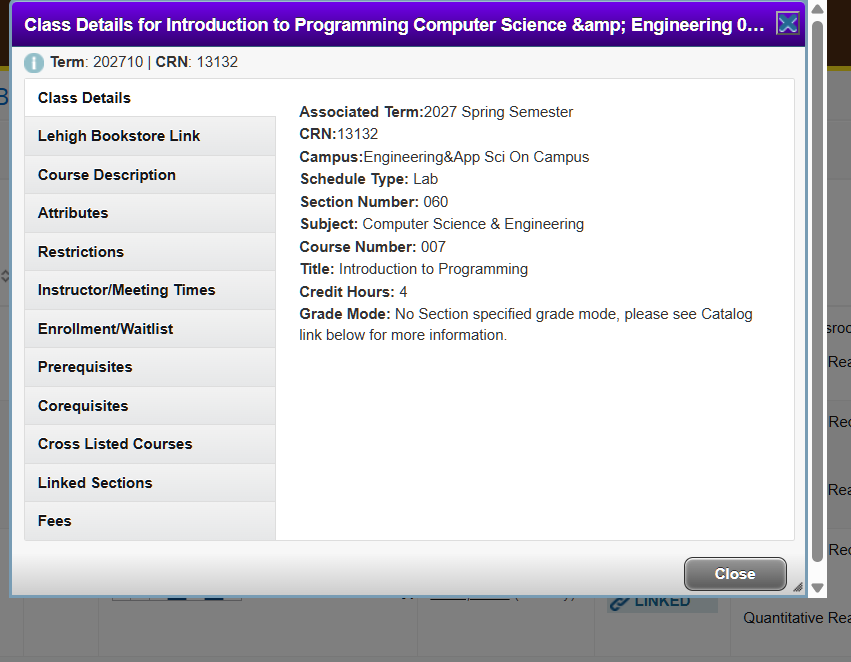 Class Details for Introduction to Programming Computer Science &amp; Engineering 0...
Term: 202710 | CRN: 13132
Class Details
Lehigh Bookstore Link
Course Description
Attributes
Restrictions
Instructor/Meeting Times
Enrollment/Waitlist
Prerequisites
Corequisites
Cross Listed Courses
Linked Sections
Fees
Associated Term:2027 Spring Semester
CRN:13132
Campus:Engineering&App Sci On Campus
Schedule Type: Lab
Section Number: 060
Subject: Computer Science & Engineering
Course Number: 007
Title: Introduction to Programming
Credit Hours: 4
Grade Mode: No Section specified grade mode, please see Catalog
link below for more information.
Close
LINKED
Quantitative Rea